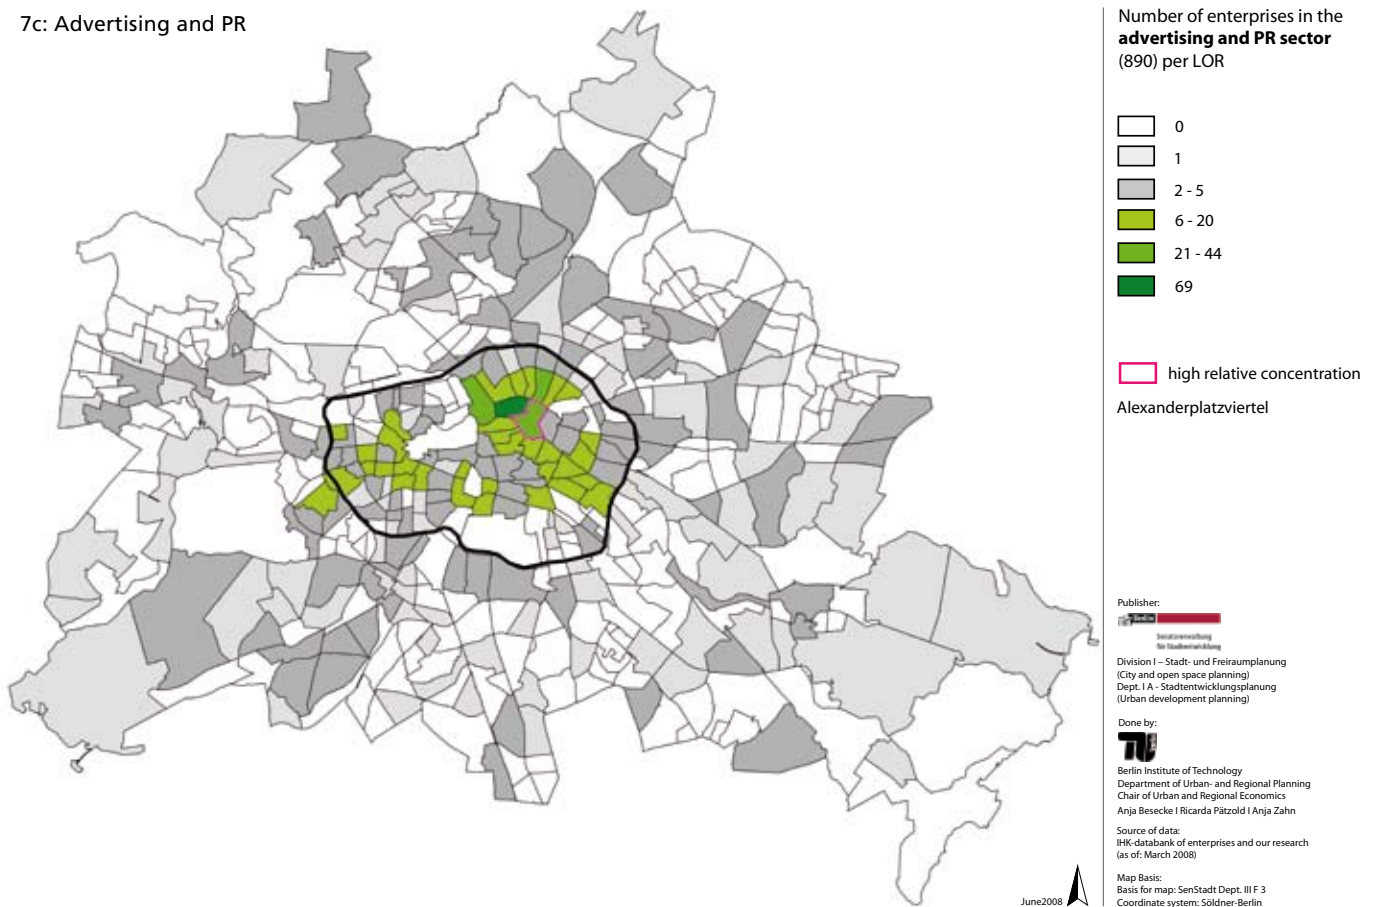 7c: Advertising and PR
Number of enterprises in the
advertising and PR sector
(890) per LOR
0
1
2 - 5
6 - 20
21 - 44
69
high relative concentration
Alexanderplatzviertel
Publisher:
Berlin
Senatsverwaltung
für Stadtentwicklung
Division I – Stadt- und Freiraumplanung
(City and open space planning)
Dept. I A - Stadtentwicklungsplanung
(Urban development planning)
Done by:
Berlin Institute of Technology
Department of Urban- and Regional Planning
Chair of Urban and Regional Economics
Anja Besecke I Ricarda Pätzold I Anja Zahn
Source of data:
IHK-databank of enterprises and our research
(as of: March 2008)
Map Basis:
Basis for map: SenStadt Dept. III F 3
Coordinate system: Söldner-Berlin
June2008